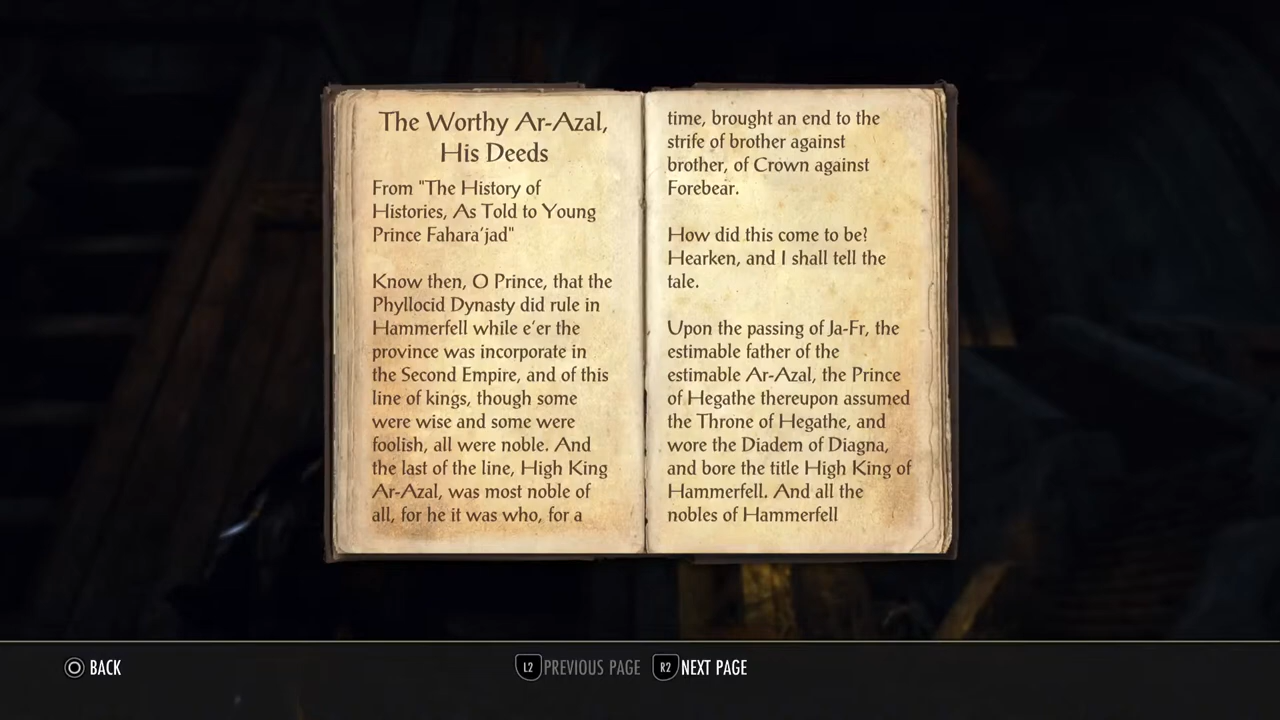 The Worthy Ar-Azal,
His Deeds
From "The History of
Histories, As Told to Young
Prince Fahara'jad"
Know then, O Prince, that the
Phyllocid Dynasty did rule in
Hammerfell while e'er the
province was incorporate in
the Second Empire, and of this
line of kings, though some
were wise and some were
foolish, all were noble. And
the last of the line, High King
Ar-Azal, was most noble of
all, for he it was who, for a
time, brought an end to the
strife of brother against
brother, of Crown against
Forebear.
How did this come to be?
Hearken, and I shall tell the
tale.
Upon the passing of Ja-Fr, the
estimable father of the
estimable Ar-Azal, the Prince
of Hegathe thereupon assumed
the Throne of Hegathe, and
wore the Diadem of Diagna,
and bore the title High King of
Hammerfell. And all the
nobles of Hammerfell
BACK
L2 PREVIOUS PAGE R2 NEXT PAGE